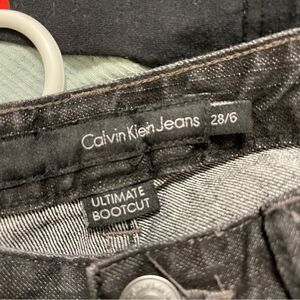 Calvin Klein Jeans 28/6
ULTIMATE
BOOTCUT